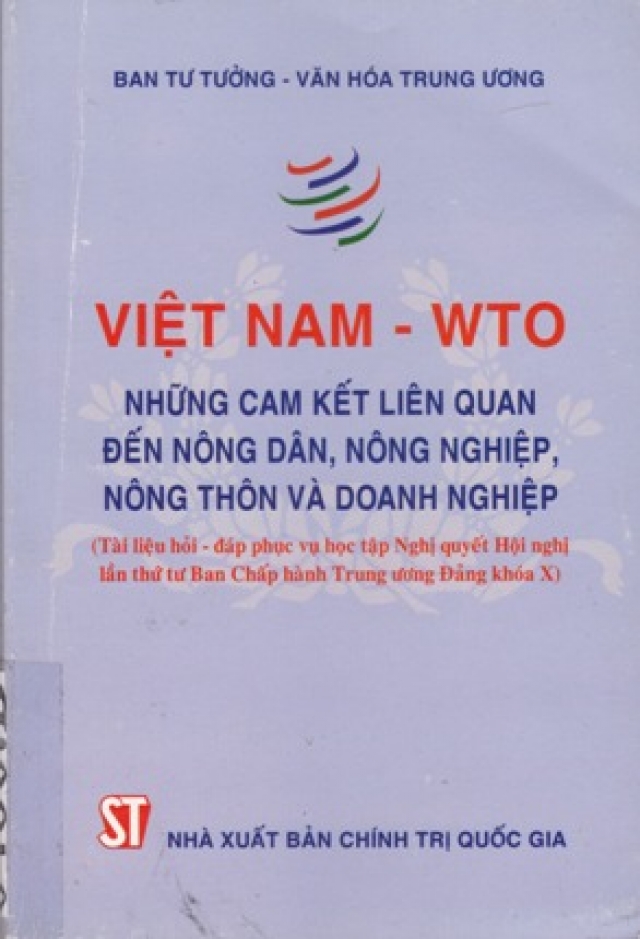 BAN TƯ TƯỞNG - VĂN HÓA TRUNG ƯƠNG
VIỆT NAM - WTO
NHỮNG CAM KẾT LIÊN QUAN
ĐẾN NÔNG DÂN, NÔNG NGHIỆP,
NÔNG THÔN VÀ DOANH NGHIỆP
(Tài liệu hỏi - đáp phục vụ học tập Nghị quyết Hội nghị
lần thứ tư Ban Chấp hành Trung ương Đảng khóa X)
ST
NHÀ XUẤT BẢN CHÍNH TRỊ QUỐC GIA